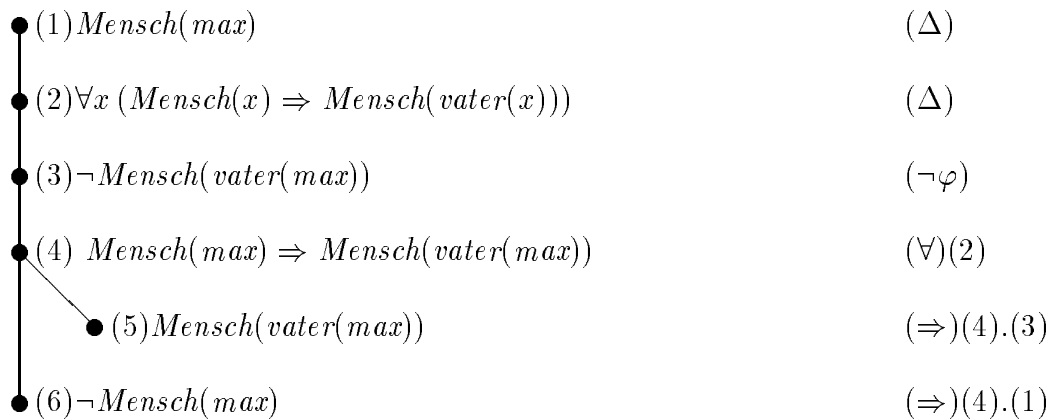 (1)Mensch(max) (Δ)
(2)∀x (Mensch(x) ⇒ Mensch(vater(x))) (Δ)
(3)¬Mensch(vater(max)) (¬φ)
(4) Mensch(max) ⇒ Mensch(vater(max)) (∀)(2)
(5)Mensch(vater(max)) (⇒)(4).(3)
(6)¬Mensch(max) (⇒)(4).(1)